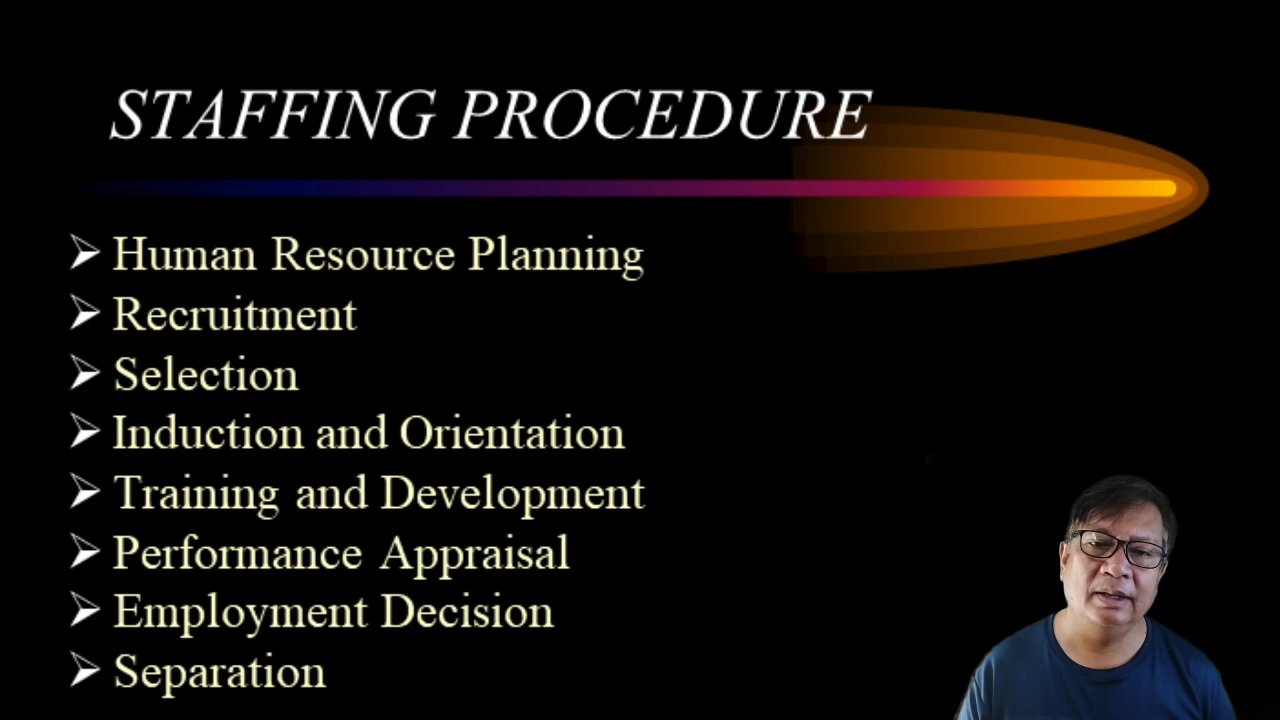 STAFFING PROCEDURE
Human Resource Planning
Recruitment
Selection
Induction and Orientation
Training and Development
Performance Appraisal
Employment Decision
Separation